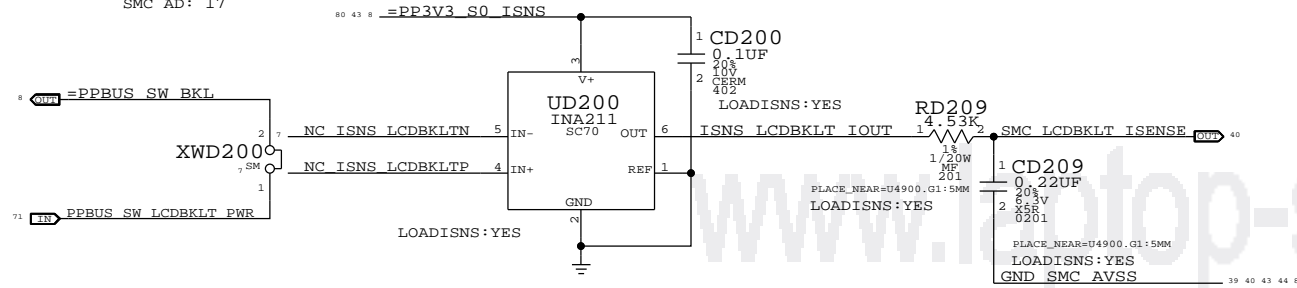 SMC AD: 17
80 43 8 =PP3V3_S0_ISNS
1 CD200
0.1UF
20%
10V
2 CERM
402
LOADISNS:YES
3
V+
UD200
INA211
SC70
8 OUT =PPBUS_SW_BKL
2 7 NC_ISNS_LCDBKLTN 5 IN-
OUT 6 ISNS_LCDBKLT_IOUT
RD209
1 4.53K 2
1%
1/20W
MF
201
SMC_LCDBKLT_ISENSE OUT 40
XWD200
7 SM
1
NC_ISNS_LCDBKLTP 4 IN+
REF 1
PLACE_NEAR=U4900.G1:5MM
LOADISNS:YES
1 CD209
0.22UF
20%
6.3V
2 X5R
0201
71 IN PPBUS_SW_LCDBKLT_PWR
GND
2
LOADISNS:YES
PLACE_NEAR=U4900.G1:5MM
LOADISNS:YES
GND_SMC_AVSS 39 40 43 44 8
www.laptop-s